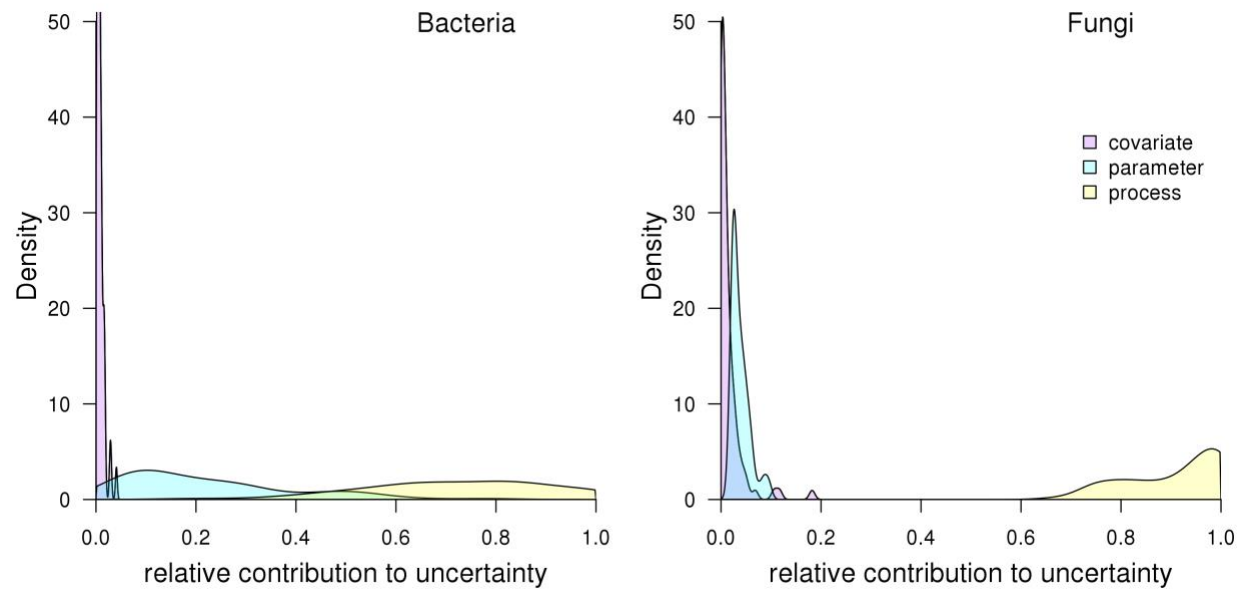 Bacteria
50
40
30
20
10
0
Density
0.0 0.2 0.4 0.6 0.8 1.0
relative contribution to uncertainty
Fungi
50
40
30
20
10
0
Density
covariate
parameter
process
0.0 0.2 0.4 0.6 0.8 1.0
relative contribution to uncertainty